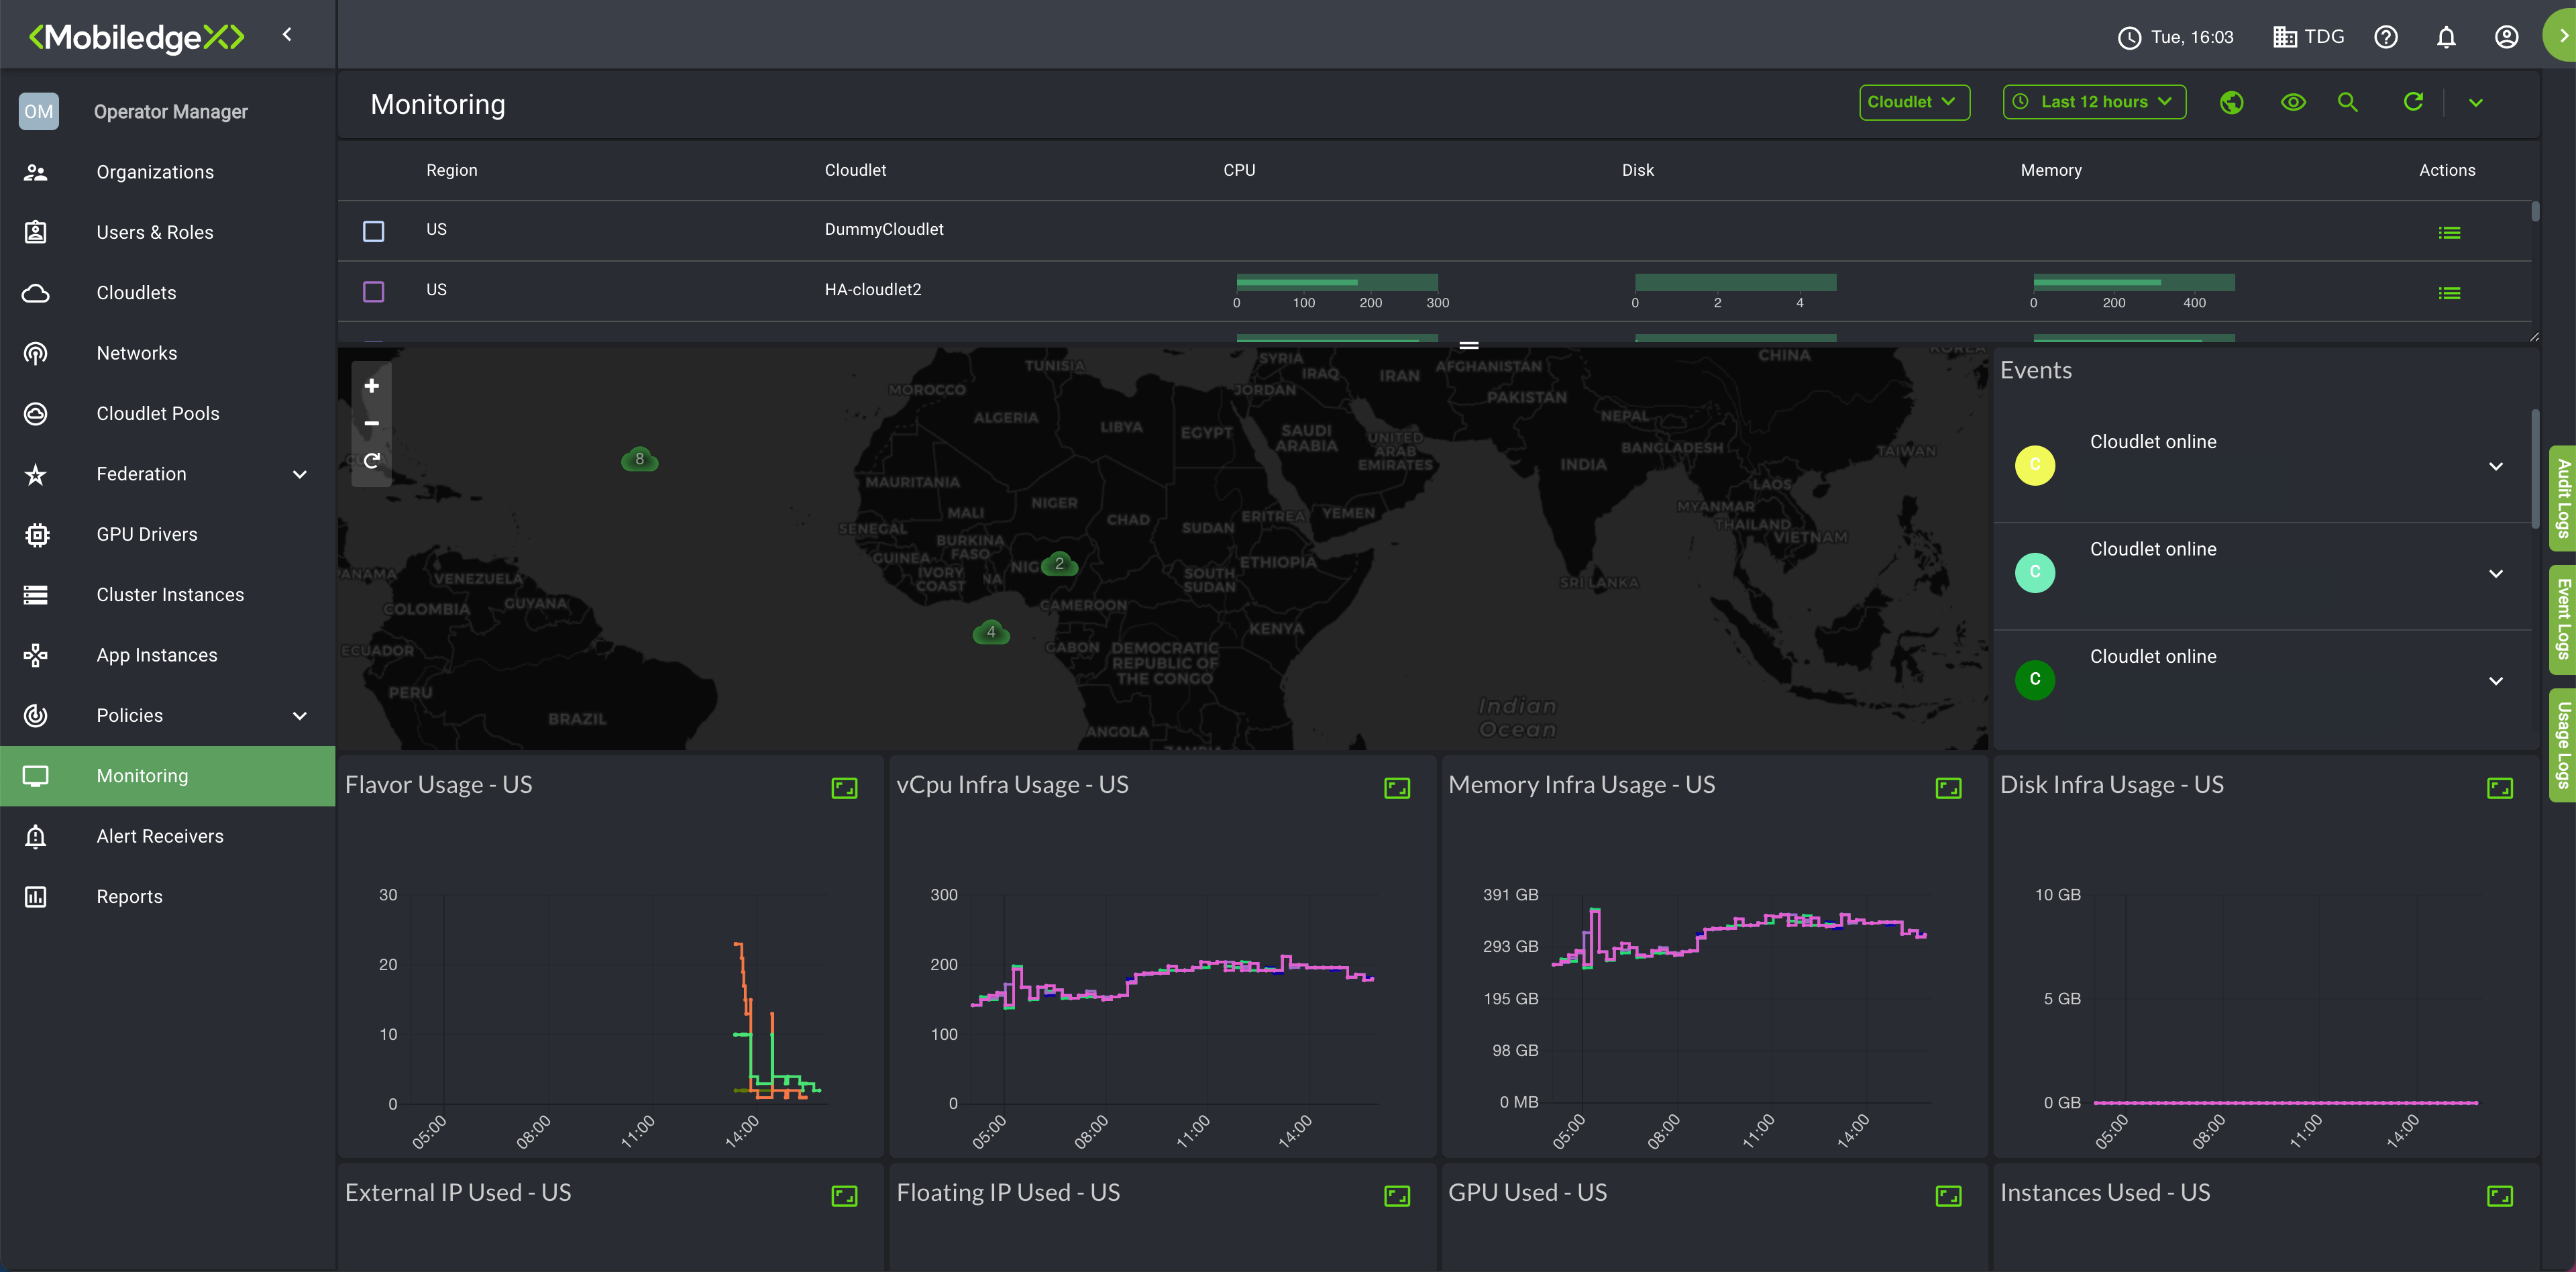 MobiledgeX
Tue, 16:03
TDG
OM
Operator Manager
Organizations
Users & Roles
Cloudlets
Networks
Cloudlet Pools
Federation
GPU Drivers
Cluster Instances
App Instances
Policies
Monitoring
Alert Receivers
Reports
Monitoring
Cloudlet
Last 12 hours
Region
Cloudlet
CPU
Disk
Memory
Actions
US
DummyCloudlet
US
HA-cloudlet2
0 100 200 300
0 2 4
0 200 400
TUNISIA
SYRIA
AFGHANISTAN
CHINA
MOROCCO
JORDAN
IRAQ
IRAN
PAKISTAN
ALGERIA
LIBYA
EGYPT
SAUDI
ARABIA
UNITED
ARAB
EMIRATES
NEPAL
BANGLADESH
INDIA
TAIWAN
8
MAURITANIA
MALI
NIGER
CHAD
SUDAN
ERITREA
YEMEN
LAOS
MYANMAR
THAILAND
VIETNAM
SENEGAL
BURKINA
FASO
GUINEA
IVORY
COAST
NIG
2
SOUTH
SUDAN
ETHIOPIA
SRI LANKA
PANAMA
VENEZUELA
COLOMBIA
GUYANA
CAMEROON
4
GABON
DEMOCRATIC
REPUBLIC OF
THE CONGO
KENYA
ECUADOR
PERU
BRAZIL
ANGOLA
Indian
Ocean
Events
C
Cloudlet online
C
Cloudlet online
C
Cloudlet online
Audit Logs
Event Logs
Usage Logs
Flavor Usage - US
30
20
10
0
05:00 08:00 11:00 14:00
vCpu Infra Usage - US
300
200
100
0
05:00 08:00 11:00 14:00
Memory Infra Usage - US
391 GB
293 GB
195 GB
98 GB
0 MB
05:00 08:00 11:00 14:00
Disk Infra Usage - US
10 GB
5 GB
0 GB
05:00 08:00 11:00 14:00
External IP Used - US
Floating IP Used - US
GPU Used - US
Instances Used - US